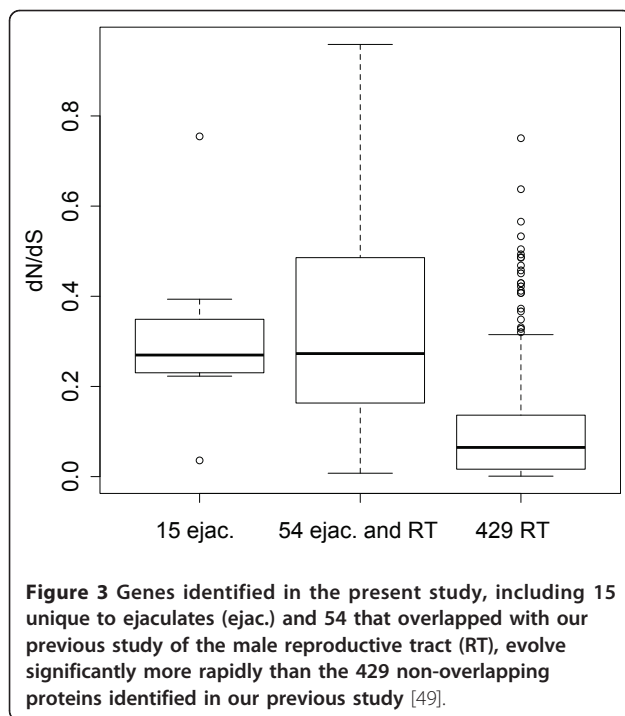 0.8
0.6
0.4
0.2
0.0
dN/dS
15 ejac.
54 ejac. and RT
429 RT
Figure 3 Genes identified in the present study, including 15
unique to ejaculates (ejac.) and 54 that overlapped with our
previous study of the male reproductive tract (RT), evolve
significantly more rapidly than the 429 non-overlapping
proteins identified in our previous study [49].